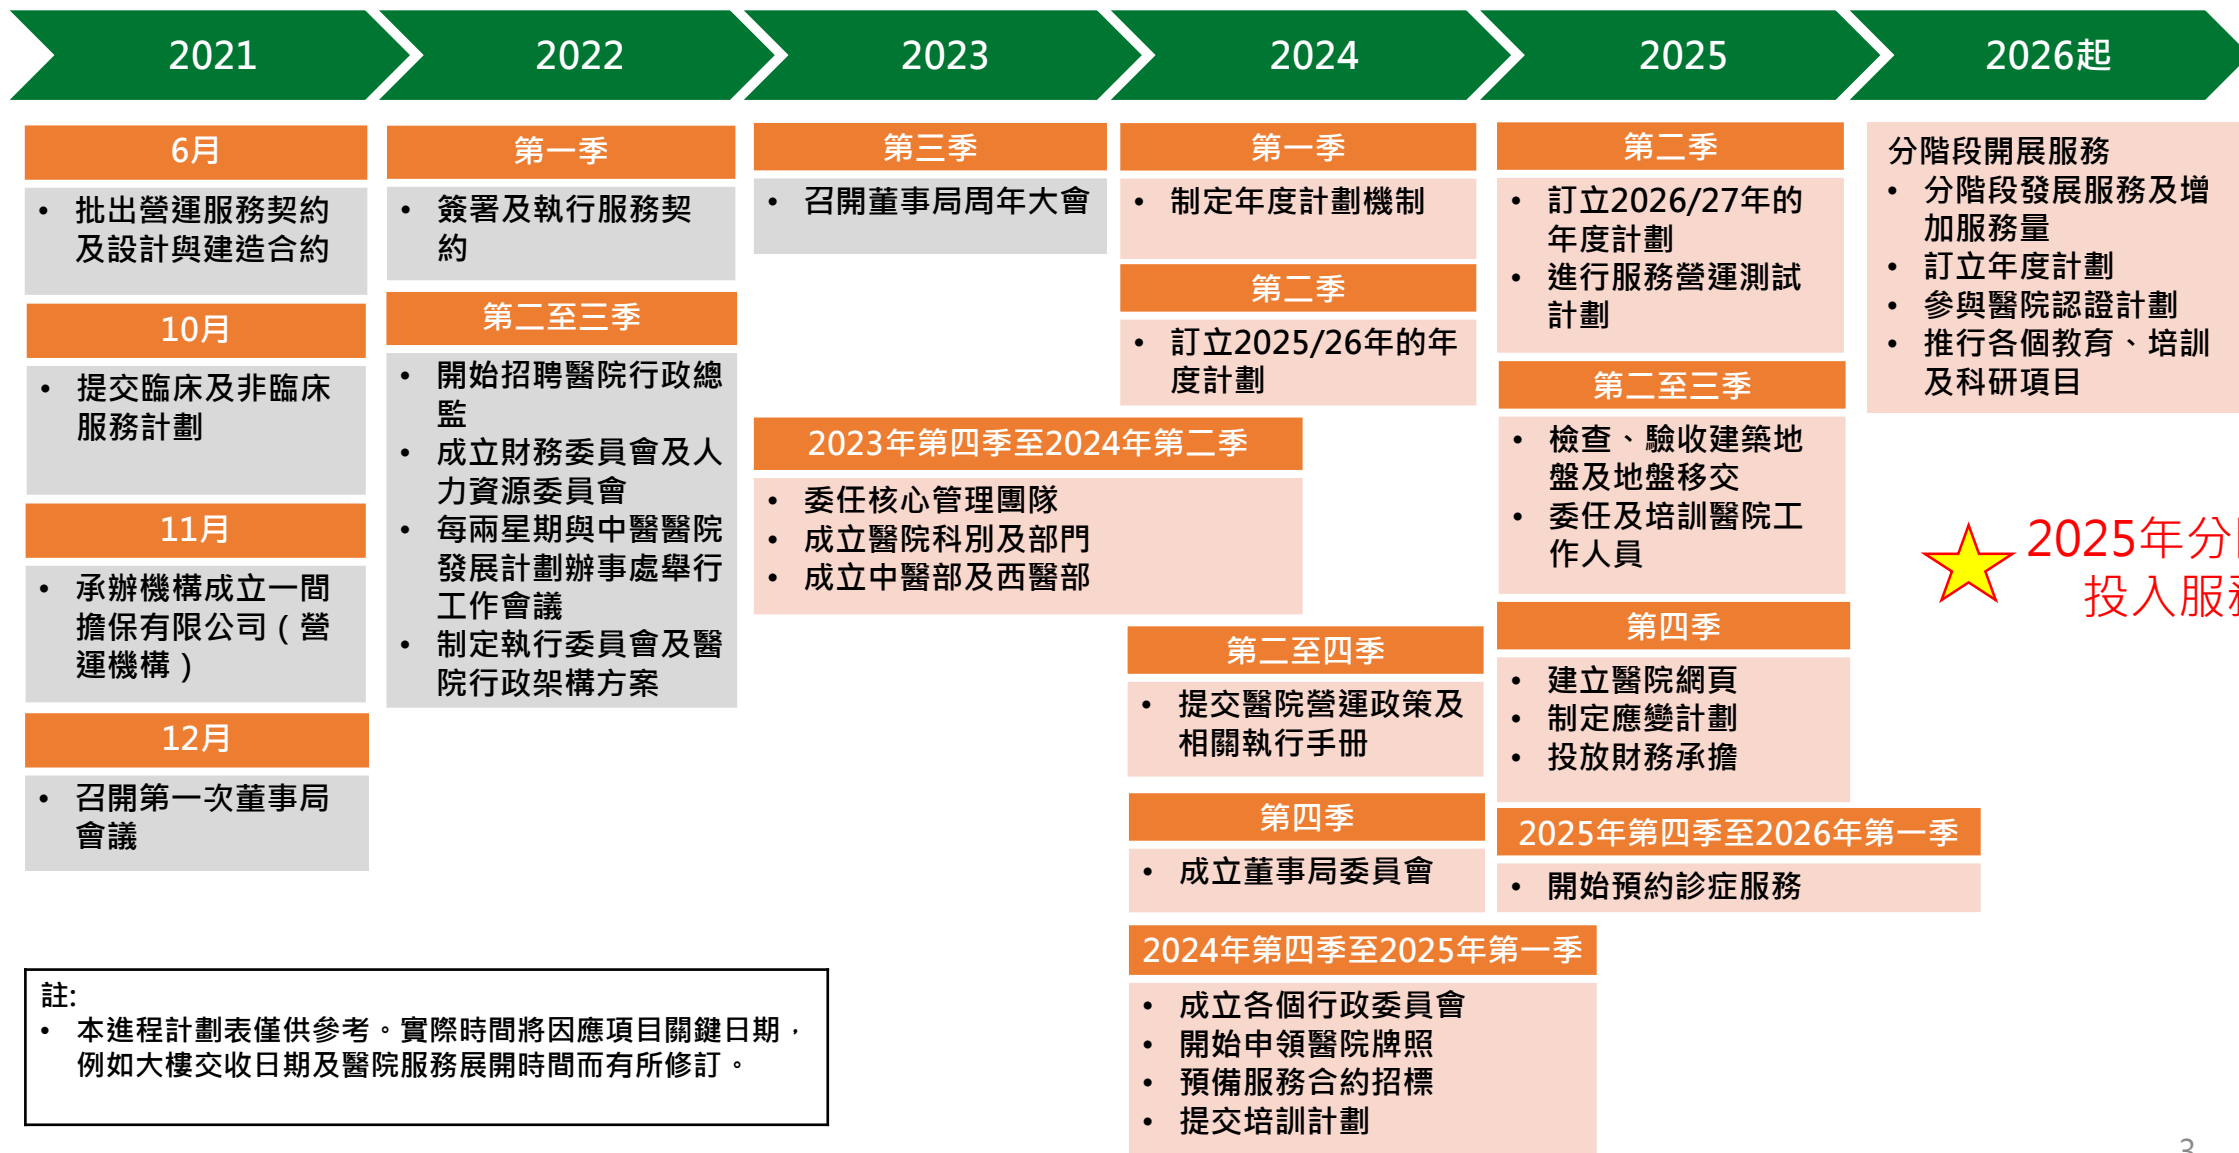 2021
2022
2023
2024
2025
2026起
6月
• 批出營運服務契約
及設計與建造合約
10月
• 提交臨床及非臨床
服務計劃
11月
• 承辦機構成立一間
擔保有限公司（營
運機構）
12月
• 召開第一次董事局
會議
第一季
• 簽署及執行服務契
約
第二至三季
• 開始招聘醫院行政總
監
• 成立財務委員會及人
力資源委員會
• 每兩星期與中醫醫院
發展計劃辦事處舉行
工作會議
• 制定執行委員會及醫
院行政架構方案
第三季
• 召開董事局周年大會
2023年第四季至2024年第二季
• 委任核心管理團隊
• 成立醫院科別及部門
• 成立中醫部及西醫部
第一季
• 制定年度計劃機制
第二季
• 訂立2025/26年的年
度計劃
第二至四季
• 提交醫院營運政策及
相關執行手冊
第四季
• 成立董事局委員會
2024年第四季至2025年第一季
• 成立各個行政委員會
• 開始申領醫院牌照
• 預備服務合約招標
• 提交培訓計劃
第二季
• 訂立2026/27年的
年度計劃
• 進行服務營運測試
計劃
第二至三季
• 檢查、驗收建築地
盤及地盤移交
• 委任及培訓醫院工
作人員
第四季
• 建立醫院網頁
• 制定應變計劃
• 投放財務承擔
2025年第四季至2026年第一季
• 開始預約診症服務
分階段開展服務
• 分階段發展服務及增
加服務量
• 訂立年度計劃
• 參與醫院認證計劃
• 推行各個教育、培訓
及科研項目
2025年分
投入服
註:
• 本進程計劃表僅供參考。實際時間將因應項目關鍵日期，
例如大樓交收日期及醫院服務展開時間而有所修訂。
3